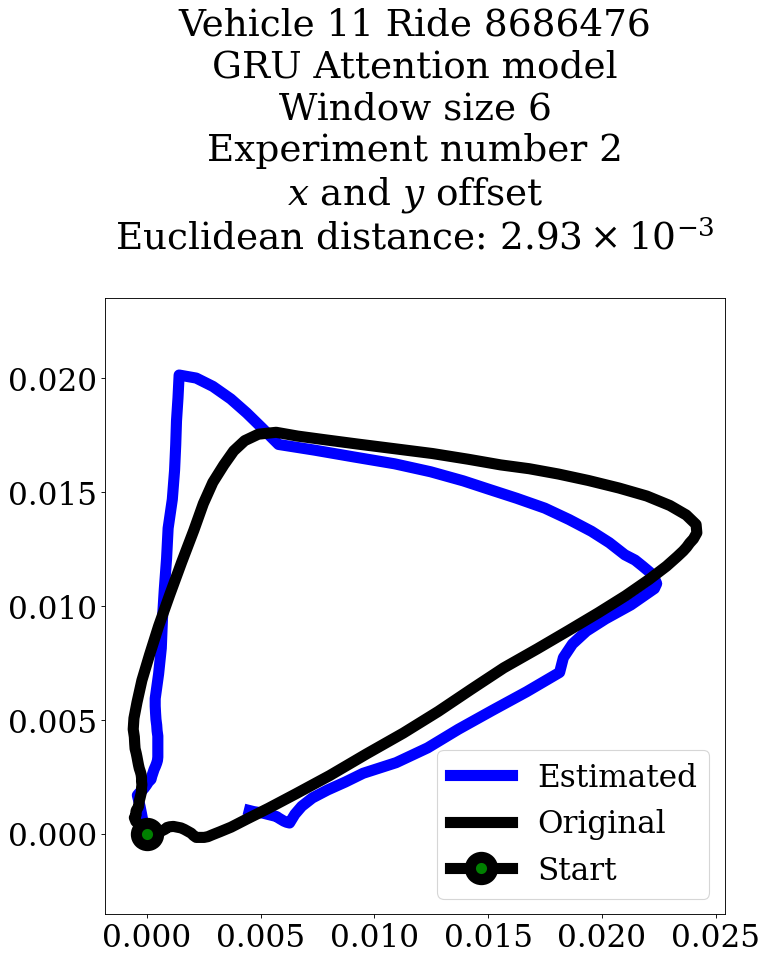 Vehicle 11 Ride 8686476
GRU Attention model
Window size 6
Experiment number 2
x and y offset
Euclidean distance: 2.93 × 10⁻³
0.020
0.015
0.010
0.005
0.000
Estimated
Original
Start
0.000 0.005 0.010 0.015 0.020 0.025